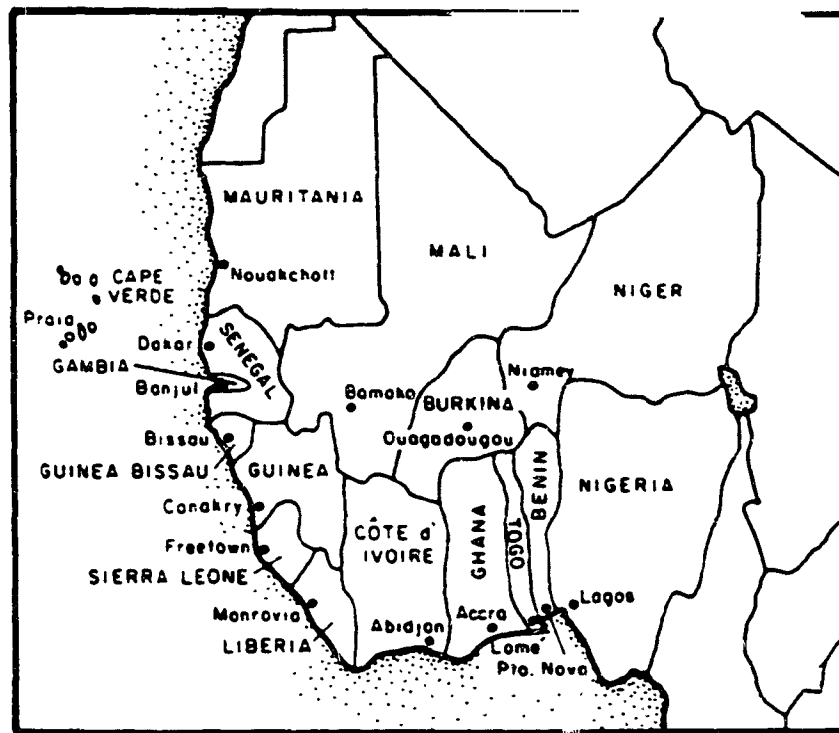 MAURITANIA
MALI
Nouakchott
CAPE
VERDE
NIGER
Praia
Dakar
SENEGAL
GAMBIA
Banjul
Niamey
Bamako
BURKINA
Ouagadougou
Bissau
GUINEA BISSAU
GUINEA
BENIN
NIGERIA
Conakry
CÔTE d'
IVOIRE
GHANA
TOGO
Freetown
SIERRA LEONE
Monrovia
LIBERIA
Abidjan
Accra
Lagos
Lomé
Pto. Novo